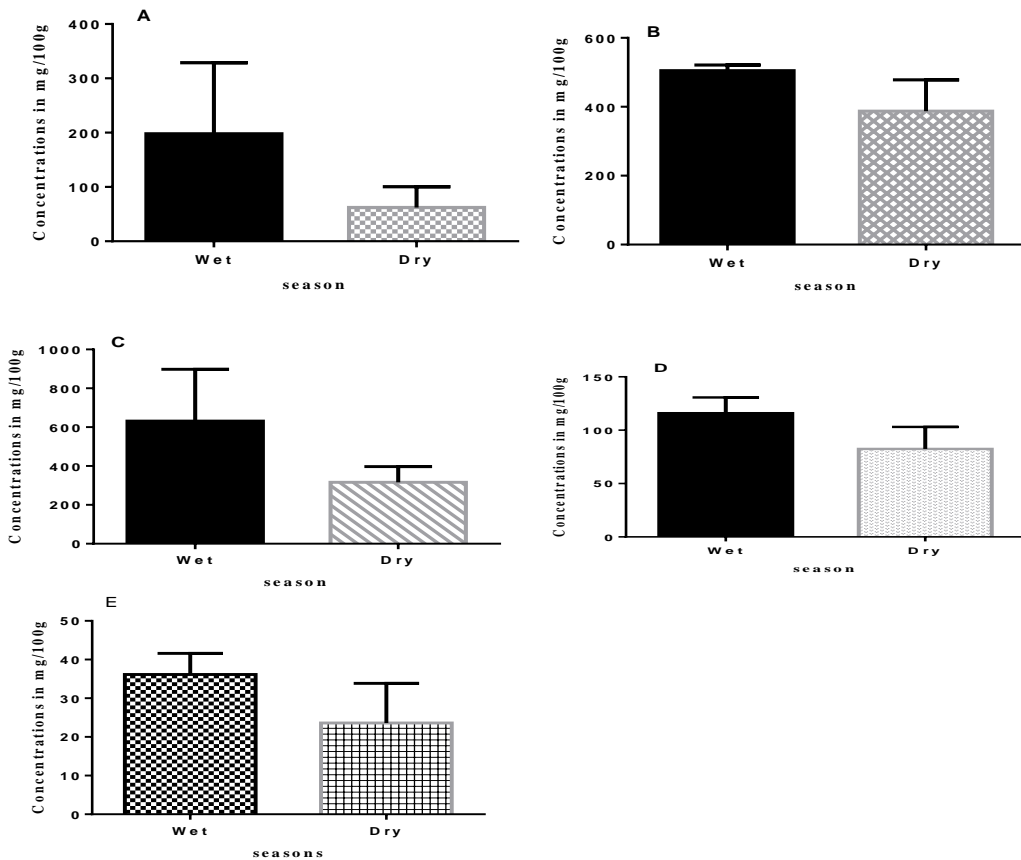 A
Concentrations in mg/100g
400
300
200
100
0
Wet Dry
season
B
Concentrations in mg/100g
600
400
200
0
Wet Dry
season
C
Concentrations in mg/100g
1000
800
600
400
200
0
Wet Dry
season
D
Concentrations in mg/100g
150
100
50
0
Wet Dry
season
E
Concentrations in mg/100g
50
40
30
20
10
0
Wet Dry
seasons